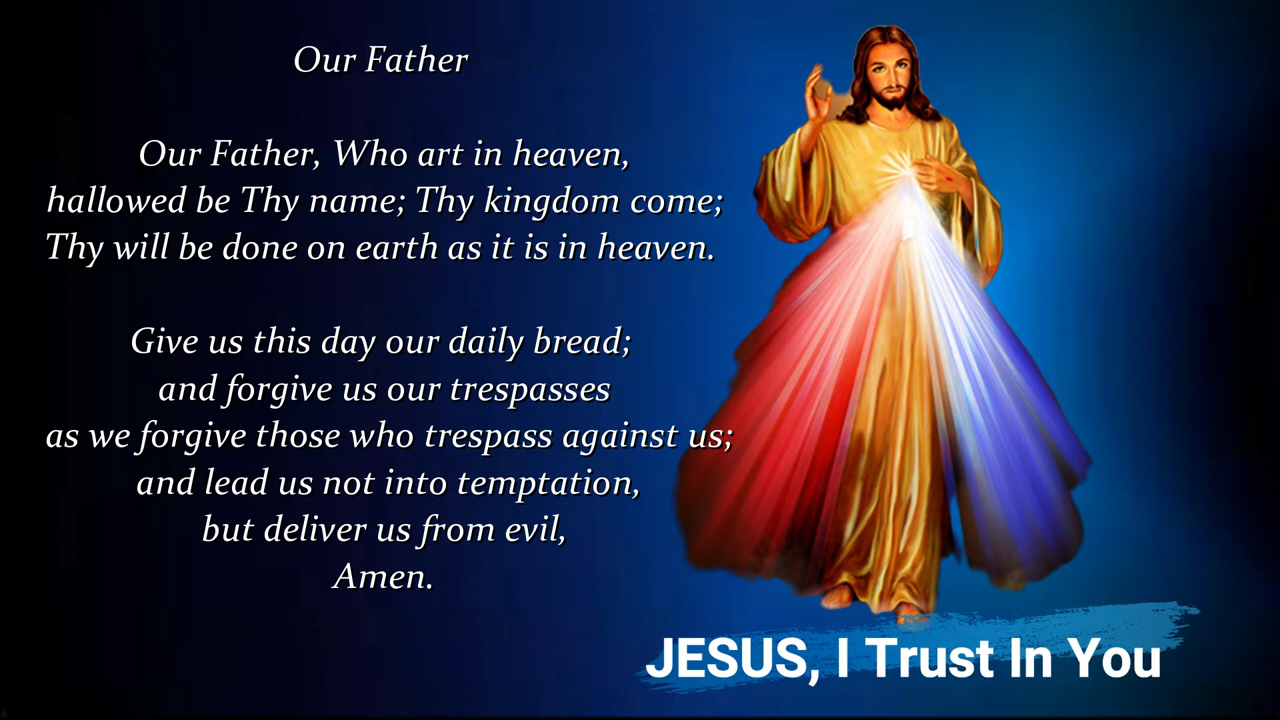 Our Father
Our Father, Who art in heaven,
hallowed be Thy name; Thy kingdom come;
Thy will be done on earth as it is in heaven.
Give us this day our daily bread;
and forgive us our trespasses
as we forgive those who trespass against us;
and lead us not into temptation,
but deliver us from evil,
Amen.
JESUS, I Trust In You